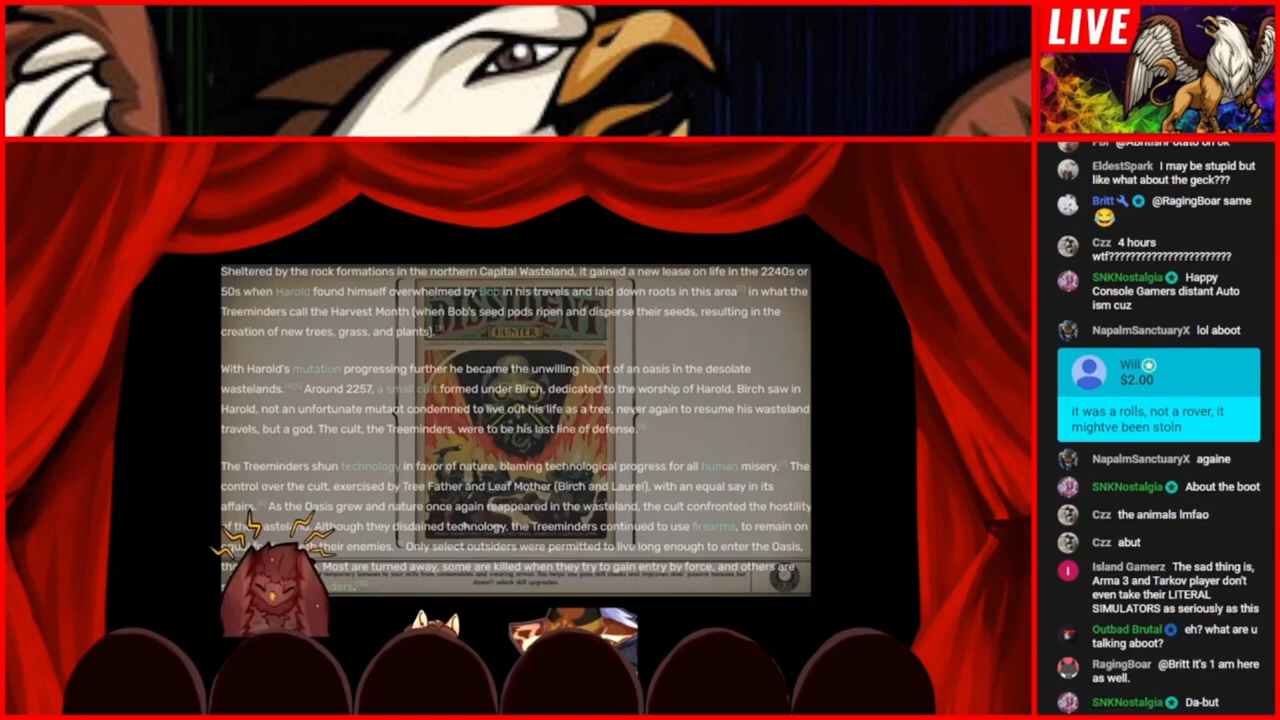 LIVE
EldestSpark I may be stupid but
like what about the geck???
Britt @RagingBoar same
Czz 4 hours
wtf???????????????????????
SNKNostalgia Happy
Console Gamers distant Auto
ism cuz
NapalmSanctuaryX lol aboot
Will
$2.00
it was a rolls, not a rover, it
mightve been stoln
NapalmSanctuaryX againe
SNKNostalgia About the boot
Czz the animals lmfao
Czz abut
Island Gamerz The sad thing is,
Arma 3 and Tarkov player don't
even take their LITERAL
SIMULATORS as seriously as this
Outbad Brutal eh? what are u
talking aboot?
RagingBoar @Britt It's 1 am here
as well.
SNKNostalgia Da-but
Sheltered by the rock formations in the northern Capital Wasteland, it gained a new lease on life in the 2240s or
50s when Harold found himself overwhelmed by Bob in his travels and laid down roots in this area in what the
Treeminders call the Harvest Month (when Bob's seed pods ripen and disperse their seeds, resulting in the
creation of new trees, grass, and plants).
With Harold's mutation progressing further he became the unwilling heart of an oasis in the desolate
wastelands. Around 2257, a small cult formed under Birch, dedicated to the worship of Harold. Birch saw in
Harold, not an unfortunate mutant condemned to live out his life as a tree, never again to resume his wasteland
travels, but a god. The cult, the Treeminders, were to be his last line of defense.
The Treeminders shun technology in favor of nature, blaming technological progress for all human misery. The
control over the cult, exercised by Tree Father and Leaf Mother (Birch and Laurel), with an equal say in its
affairs. As the Oasis grew and nature once again reappeared in the wasteland, the cult confronted the hostility
of the wasteland. Although they disdained technology, the Treeminders continued to use firearms, to remain on
their enemies. Only select outsiders were permitted to live long enough to enter the Oasis,
Most are turned away, some are killed when they try to gain entry by force, and others are
DISSIDENT
HUNTER
doesn't unlock skill upgrades.